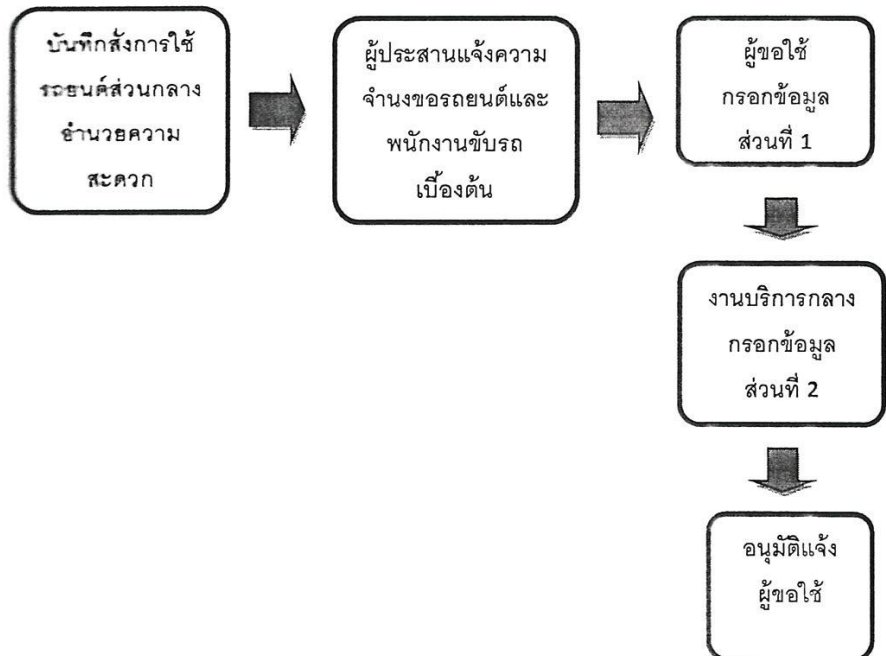 บันทึกสั่งการใช้
รถยนต์ส่วนกลาง
อำนวยความ
สะดวก
ผู้ประสานแจ้งความ
จำนงขอรถยนต์และ
พนักงานขับรถ
เบื้องต้น
ผู้ขอใช้
กรอกข้อมูล
ส่วนที่ 1
งานบริการกลาง
กรอกข้อมูล
ส่วนที่ 2
อนุมัติแจ้ง
ผู้ขอใช้